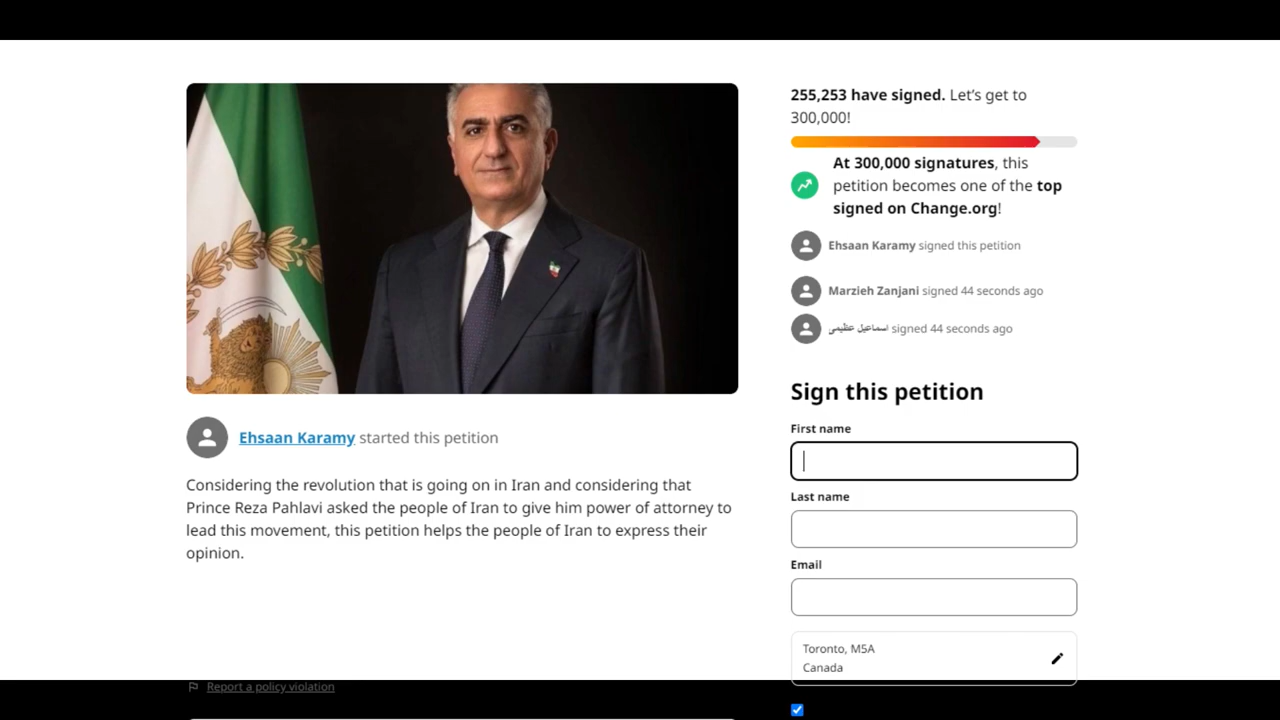 255,253 have signed. Let's get to
300,000!
At 300,000 signatures, this
petition becomes one of the top
signed on Change.org!
Ehsaan Karamy signed this petition
Marzieh Zanjani signed 44 seconds ago
اسماعیل عظیمی signed 44 seconds ago
Sign this petition
First name
Last name
Email
Toronto, M5A
Canada
Ehsaan Karamy started this petition
Considering the revolution that is going on in Iran and considering that
Prince Reza Pahlavi asked the people of Iran to give him power of attorney to
lead this movement, this petition helps the people of Iran to express their
opinion.
Report a policy violation